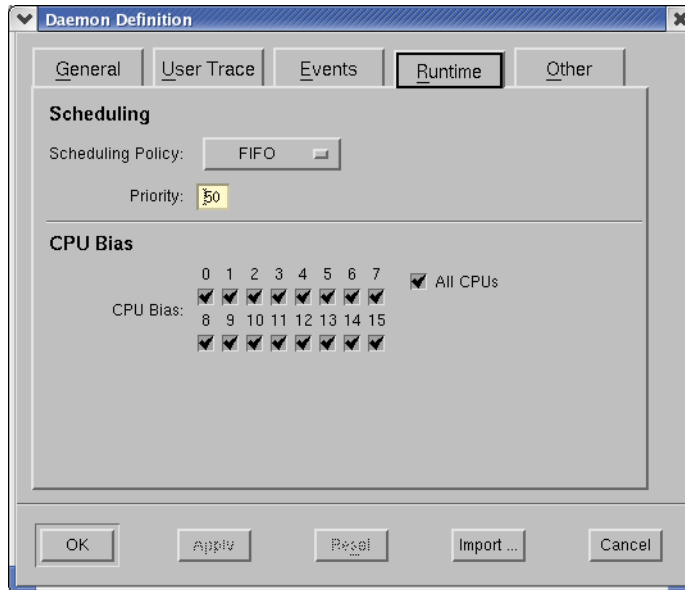 Daemon Definition
General User Trace Events Runtime Other
Scheduling
Scheduling Policy: FIFO
Priority: 50
CPU Bias
0 1 2 3 4 5 6 7
All CPUs
CPU Bias:
8 9 10 11 12 13 14 15
OK Apply Reset Import ... Cancel